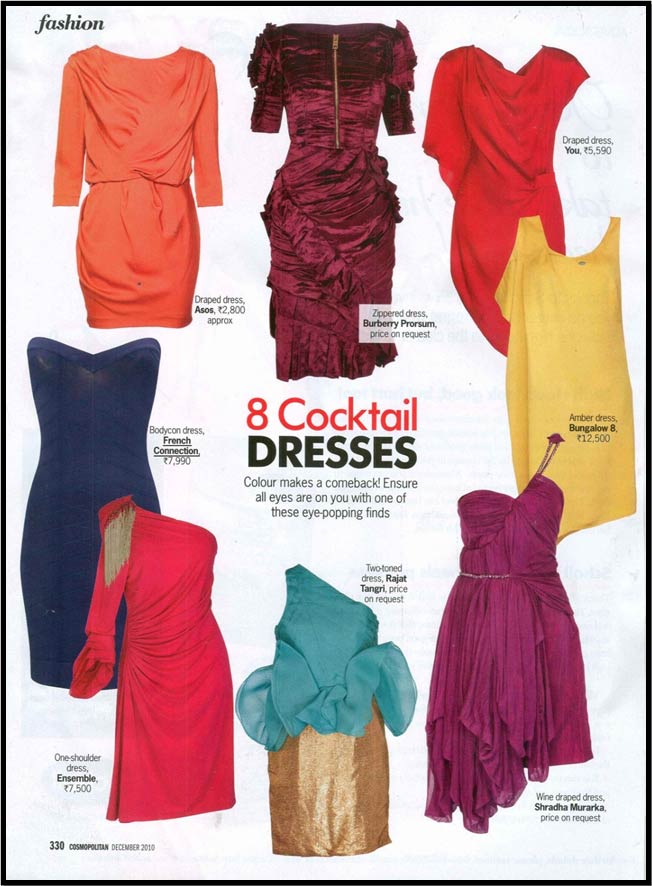 fashion
Draped dress,
You, ₹5,590
Draped dress,
Asos, ₹2,800
approx
Zippered dress,
Burberry Prorsum,
price on request
Amber dress,
Bungalow 8,
₹12,500
Bodycon dress,
French
Connection,
₹7,990
8 Cocktail
DRESSES
Colour makes a comeback! Ensure
all eyes are on you with one of
these eye-popping finds
Two-toned
dress, Rajat
Tangri, price
on request
One-shoulder
dress,
Ensemble,
₹7,500
Wine draped dress,
Shradha Murarka,
price on request
330 COSMOPOLITAN DECEMBER 2010